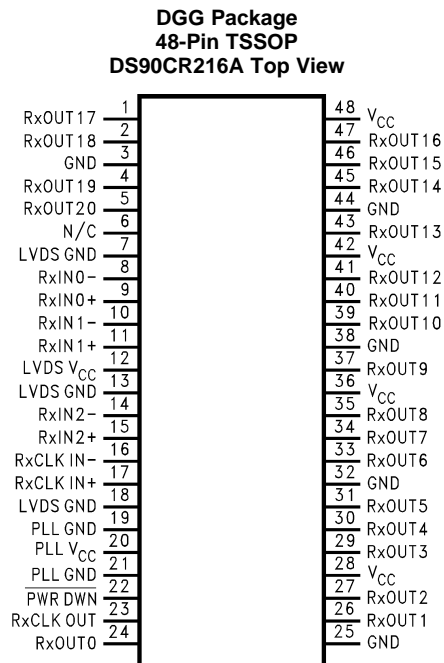 DGG Package
48-Pin TSSOP
DS90CR216A Top View
RxOUT17 1
RxOUT18 2
GND 3
RxOUT19 4
RxOUT20 5
N/C 6
LVDS GND 7
RxIN0- 8
RxIN0+ 9
RxIN1- 10
RxIN1+ 11
LVDS VCC 12
LVDS GND 13
RxIN2- 14
RxIN2+ 15
RxCLK IN- 16
RxCLK IN+ 17
LVDS GND 18
PLL GND 19
PLL VCC 20
PLL GND 21
PWR DWN 22
RxCLK OUT 23
RxOUT0 24
48 VCC
47 RxOUT16
46 RxOUT15
45 RxOUT14
44 GND
43 RxOUT13
42 VCC
41 RxOUT12
40 RxOUT11
39 RxOUT10
38 GND
37 RxOUT9
36 VCC
35 RxOUT8
34 RxOUT7
33 RxOUT6
32 GND
31 RxOUT5
30 RxOUT4
29 RxOUT3
28 VCC
27 RxOUT2
26 RxOUT1
25 GND